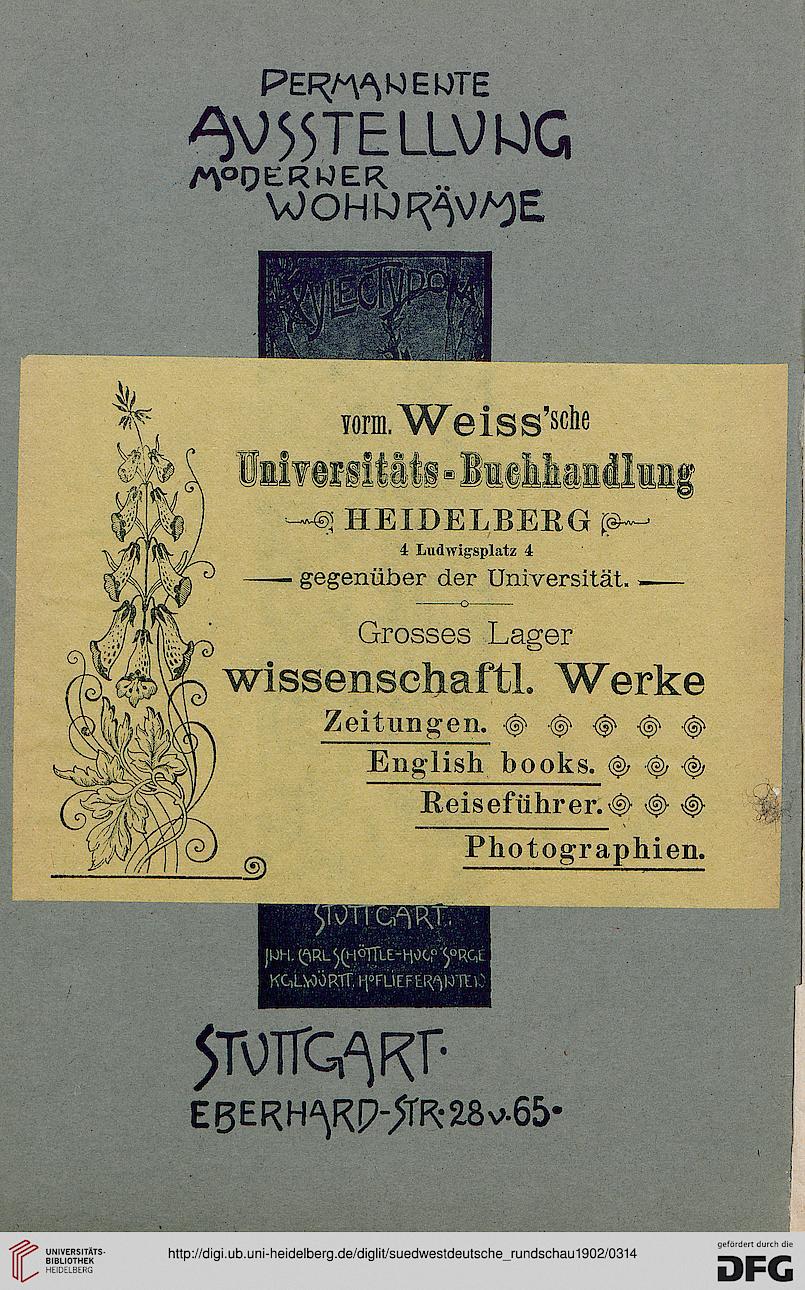 PERMANENTE
AUSSTELLUNG
MODERNER
WOHNRÄUME
XYLECTYPOM
vorm. Weiss'sche
Universitäts-Buchhandlung
HEIDELBERG
4 Ludwigsplatz 4
gegenüber der Universität.
Grosses Lager
wissenschaftl. Werke
Zeitungen.
English books.
Reiseführer.
Photographien.
STUTTGART.
INH. CARL SCHÖTTLE-HUGO SORGE
KGL.WÜRTT. HOFLIEFERANTEN
STUTTGART.
EBERHARD-STR. 28 u. 65.
UNIVERSITÄTS-
BIBLIOTHEK
HEIDELBERG
http://digi.ub.uni-heidelberg.de/diglit/suedwestdeutsche_rundschau1902/0314
gefördert durch die
DFG